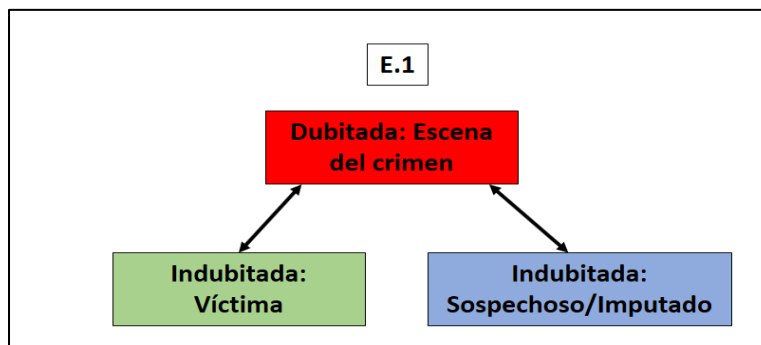 E.1
Dubitada: Escena
del crimen
Indubitada:
Víctima
Indubitada:
Sospechoso/Imputado